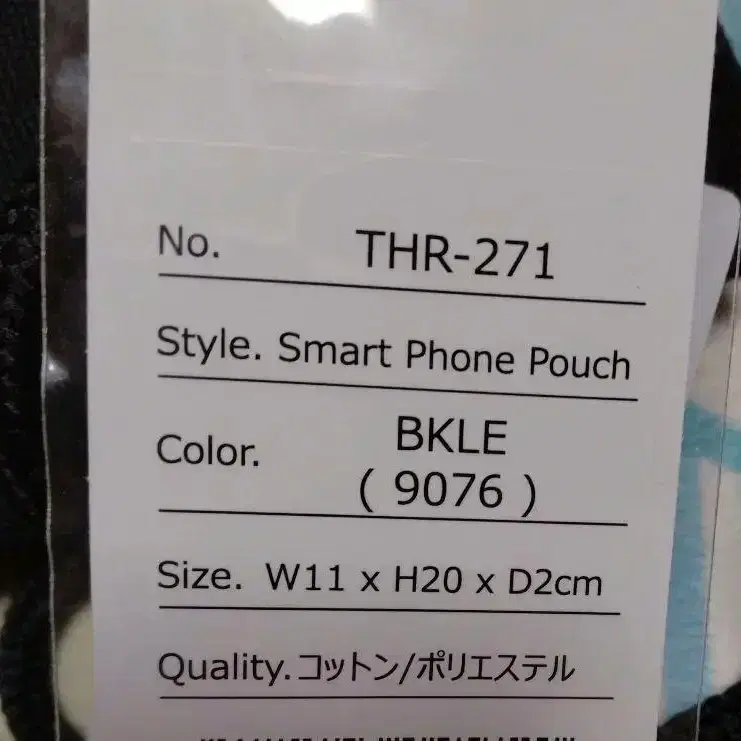 No. THR-271
Style. Smart Phone Pouch
Color. BKLE
( 9076 )
Size. W11 x H20 x D2cm
Quality.コットン/ポリエステル